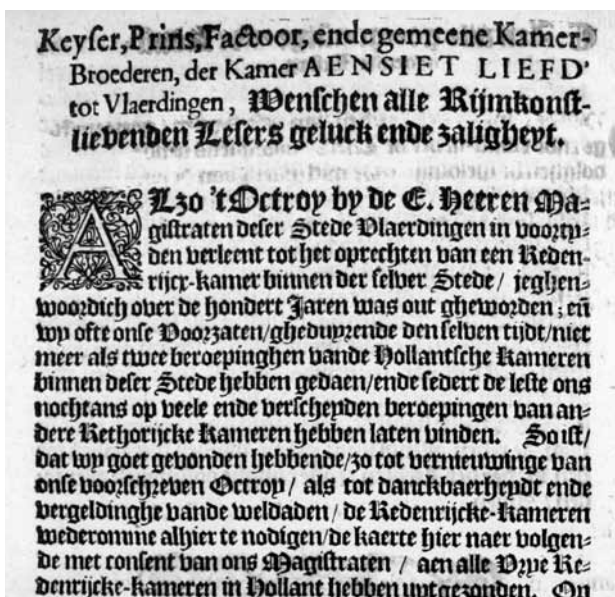 Keyser, Prins, Factoor, ende gemeene Kamer-
Broederen, der Kamer AENSIET LIEFD'
tot Vlaerdingen, Wenschen alle Rijmkonst-
lievenden Lesers geluck ende zaligheyt.
ALzo 't Octroy by de E. Heeren Ma-
gistraten deser Stede Vlaerdingen in voorty-
den verleent tot het oprechten van een Reden-
rijcx-kamer binnen der selver Stede / jeghen-
woordich over de hondert Jaren was out gheworden; eñ
wy ofte onse Voorzaten/gheduyrende den selven tijdt/niet
meer als twee beroepinghen vande Hollantsche Kameren
binnen deser Stede hebben gedaen/ende sedert de leste ons
nochtans op veele ende verscheyden beroepingen van an-
dere Rethorijcke Kameren hebben laten vinden. So ist/
dat wy goet gevonden hebbende/zo tot vernieuwinge van
onse voorschreven Octroy / als tot danckbaerheydt ende
vergeldinghe vande weldaden / de Redenrijcke-Kameren
wederomme alhier te nodigen/de kaerte hier naer volgen-
de met consent van ons Magistraten / aen alle Vrye Re-
denrijcke-kameren in Hollant hebben uytgezonden. On